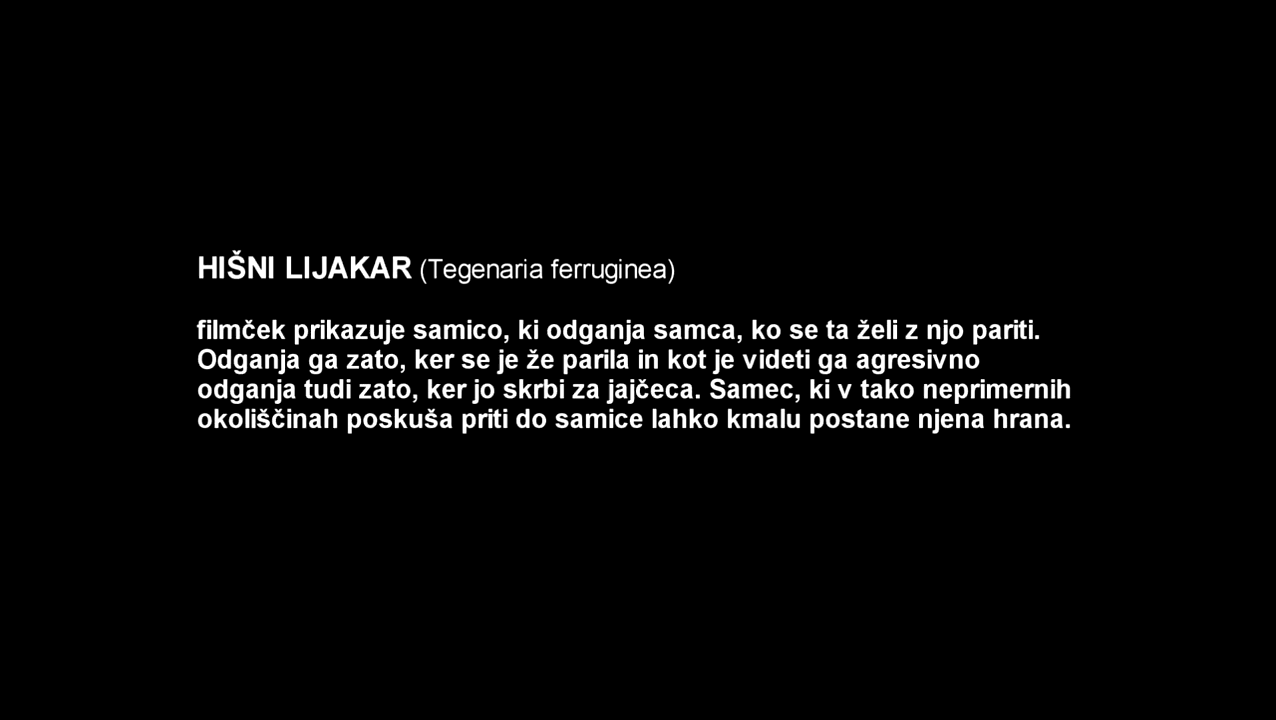 HIŠNI LIJAKAR (Tegenaria ferruginea)
filmček prikazuje samico, ki odganja samca, ko se ta želi z njo pariti.
Odganja ga zato, ker se je že parila in kot je videti ga agresivno
odganja tudi zato, ker jo skrbi za jajčeca. Samec, ki v tako neprimernih
okoliščinah poskuša priti do samice lahko kmalu postane njena hrana.